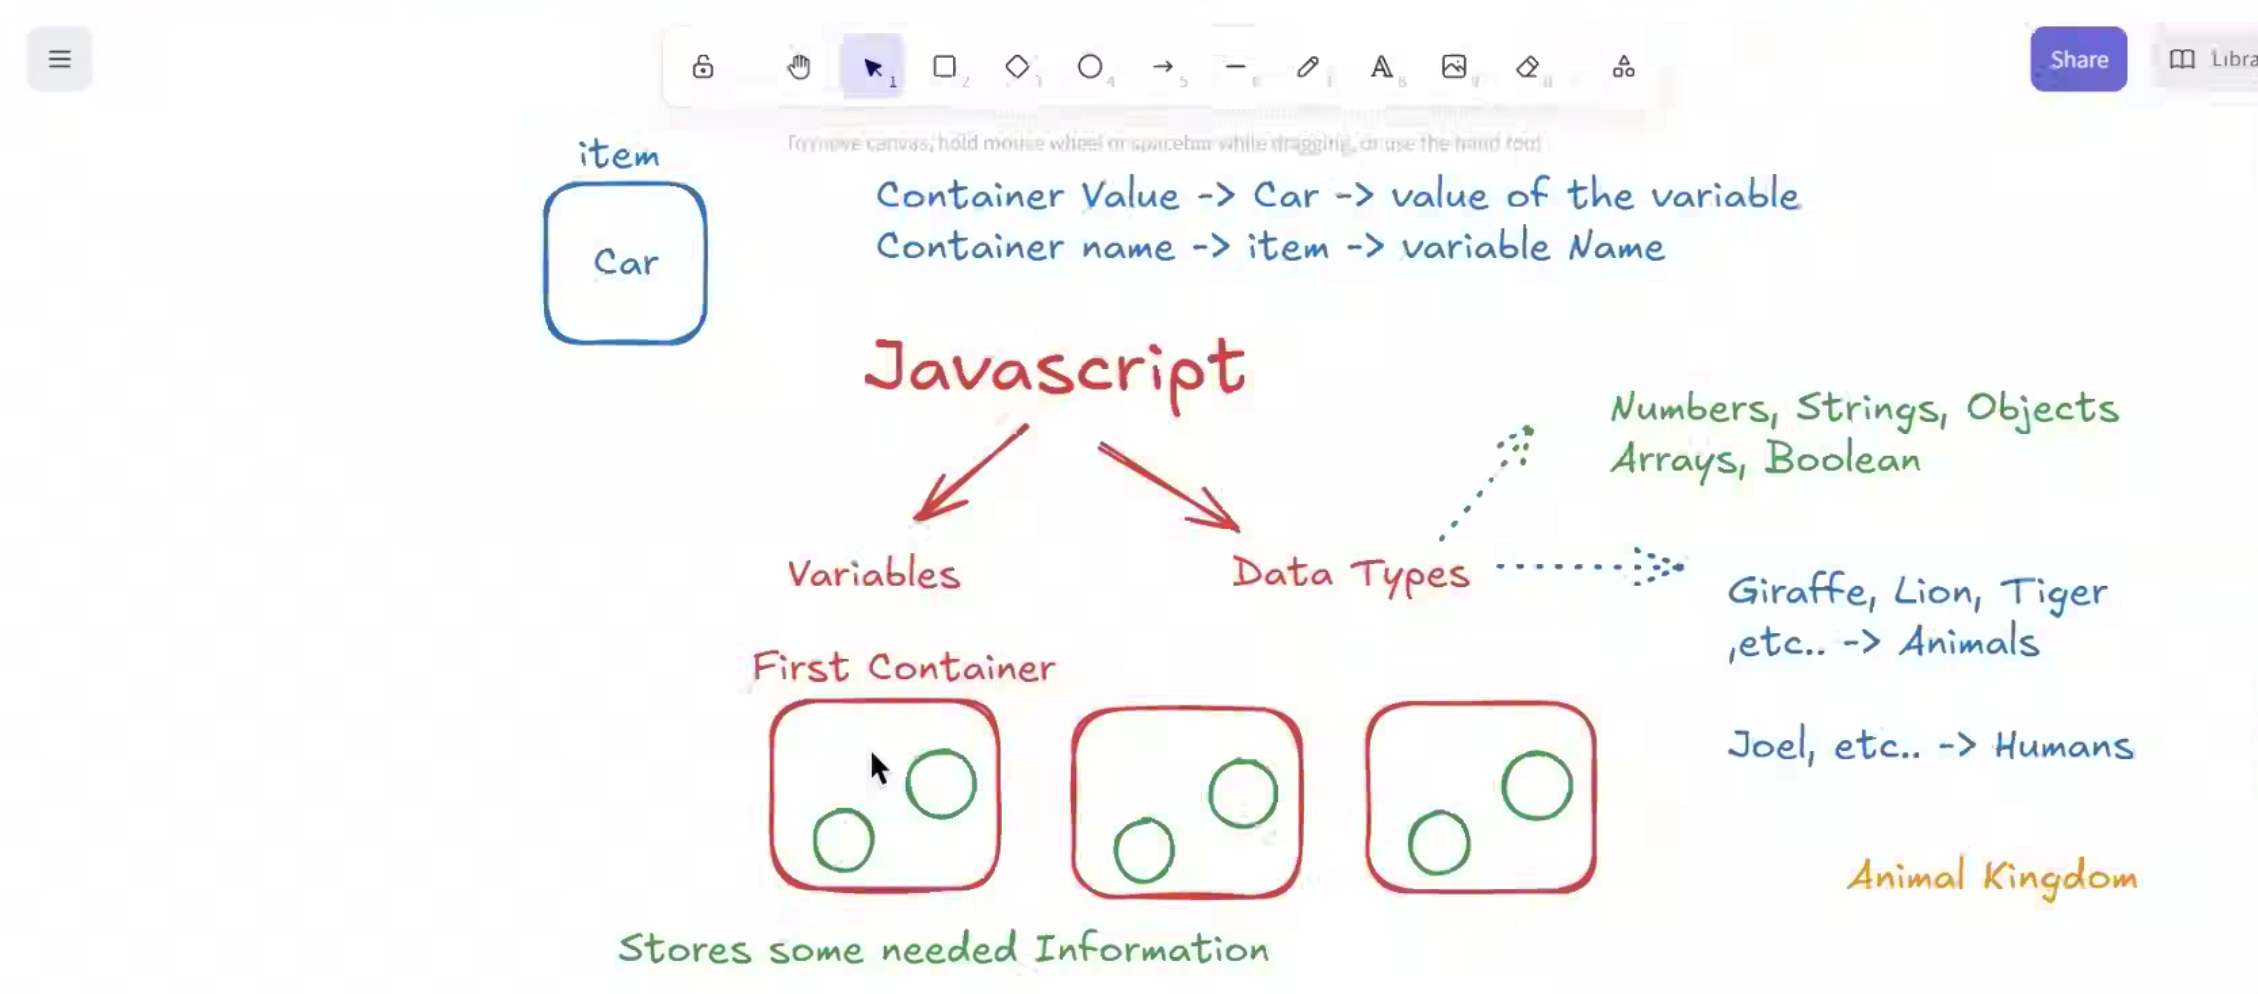 Share
Libra
To move canvas, hold mouse wheel or spacebar while dragging, or use the hand tool
item
Car
Container Value -> Car -> value of the variable
Container name -> item -> variable Name
Javascript
Numbers, Strings, Objects
Arrays, Boolean
Variables
Data Types
Giraffe, Lion, Tiger
,etc.. -> Animals
First Container
Joel, etc.. -> Humans
Animal Kingdom
Stores some needed Information